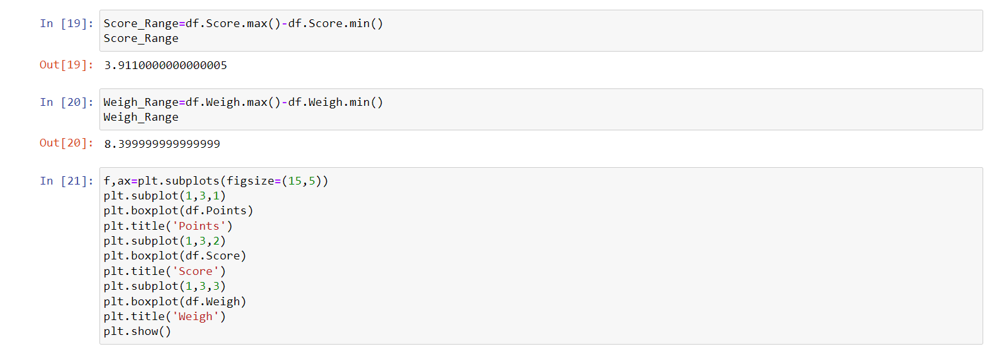 In [19]: Score_Range=df.Score.max()-df.Score.min()
Score_Range
Out[19]: 3.9110000000000005
In [20]: Weigh_Range=df.Weigh.max()-df.Weigh.min()
Weigh_Range
Out[20]: 8.399999999999999
In [21]: f,ax=plt.subplots(figsize=(15,5))
plt.subplot(1,3,1)
plt.boxplot(df.Points)
plt.title('Points')
plt.subplot(1,3,2)
plt.boxplot(df.Score)
plt.title('Score')
plt.subplot(1,3,3)
plt.boxplot(df.Weigh)
plt.title('Weigh')
plt.show()